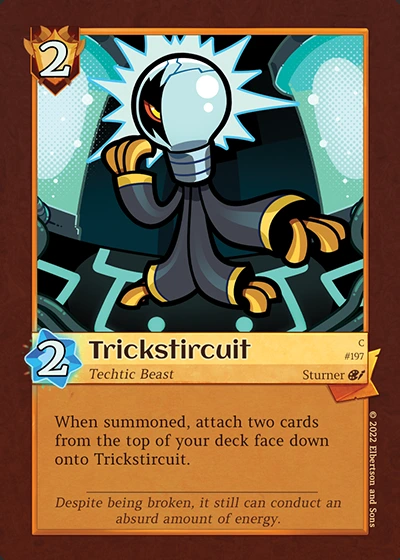 2
2
Trickstircuit
C
#197
Techtic Beast
Sturner
When summoned, attach two cards
from the top of your deck face down
onto Trickstircuit.
Despite being broken, it still can conduct an
absurd amount of energy.
© 2022 Elbertson and Sons